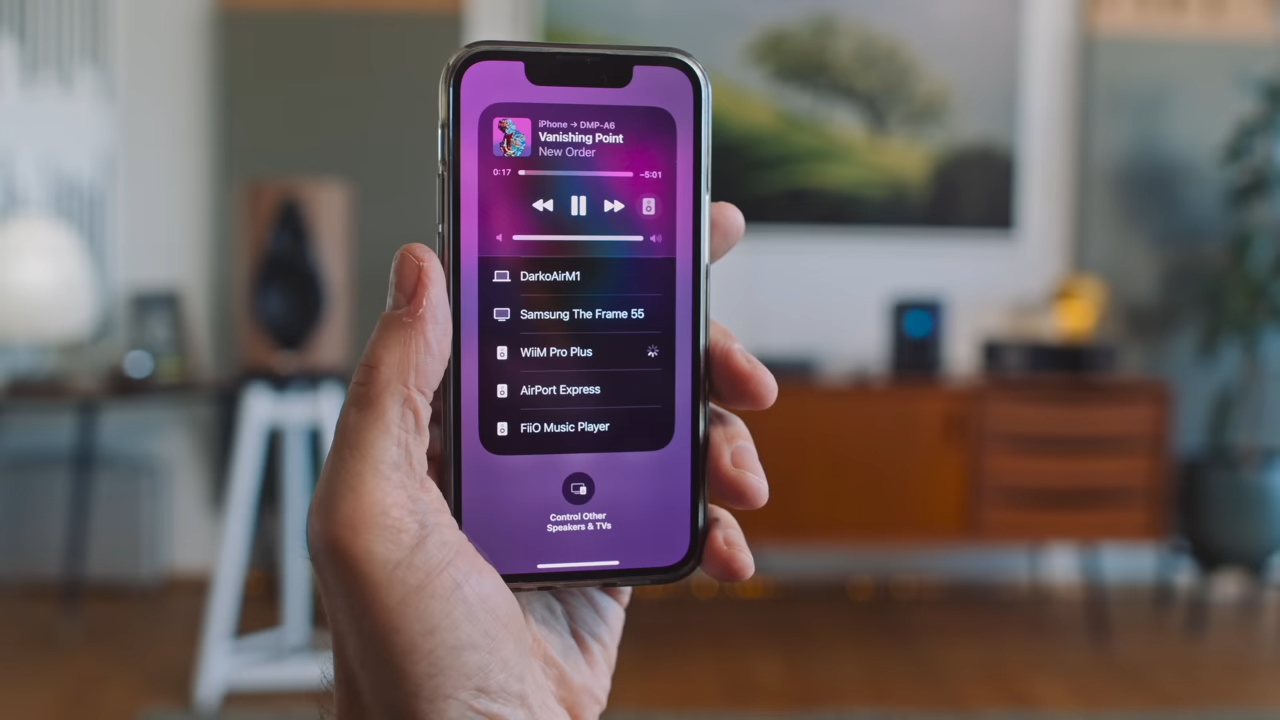 iPhone → DMP-A6
Vanishing Point
New Order
0:17 -5:01
DarkoAirM1
Samsung The Frame 55
WiiM Pro Plus
AirPort Express
FiiO Music Player
Control Other
Speakers & TVs